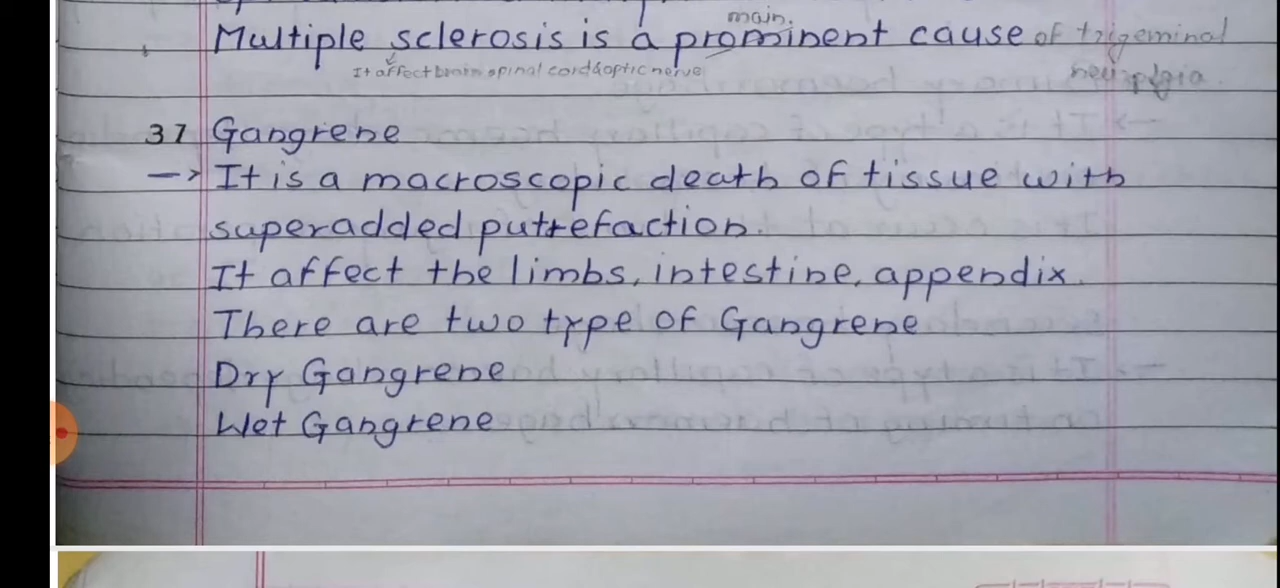 main.
Multiple sclerosis is a prominent cause of trigeminal
It affect brain spinal cord & optic nerve
37 Gangrene
-> It is a macroscopic death of tissue with
superadded putrefaction.
It affect the limbs, intestine, appendix.
There are two type of Gangrene
Dry Gangrene
Wet Gangrene